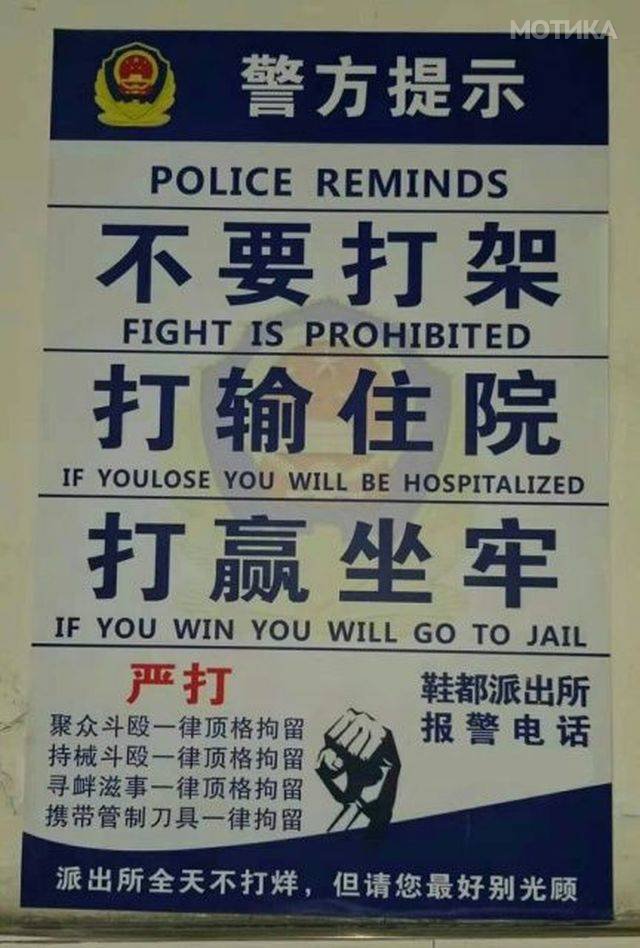 МОТИКА
警方提示
POLICE REMINDS
不要打架
FIGHT IS PROHIBITED
打输住院
IF YOULOSE YOU WILL BE HOSPITALIZED
打赢坐牢
IF YOU WIN YOU WILL GO TO JAIL
严打
聚众斗殴一律顶格拘留
持械斗殴一律顶格拘留
寻衅滋事一律顶格拘留
携带管制刀具一律拘留
鞋都派出所
报警电话
派出所全天不打烊，但请您最好别光顾